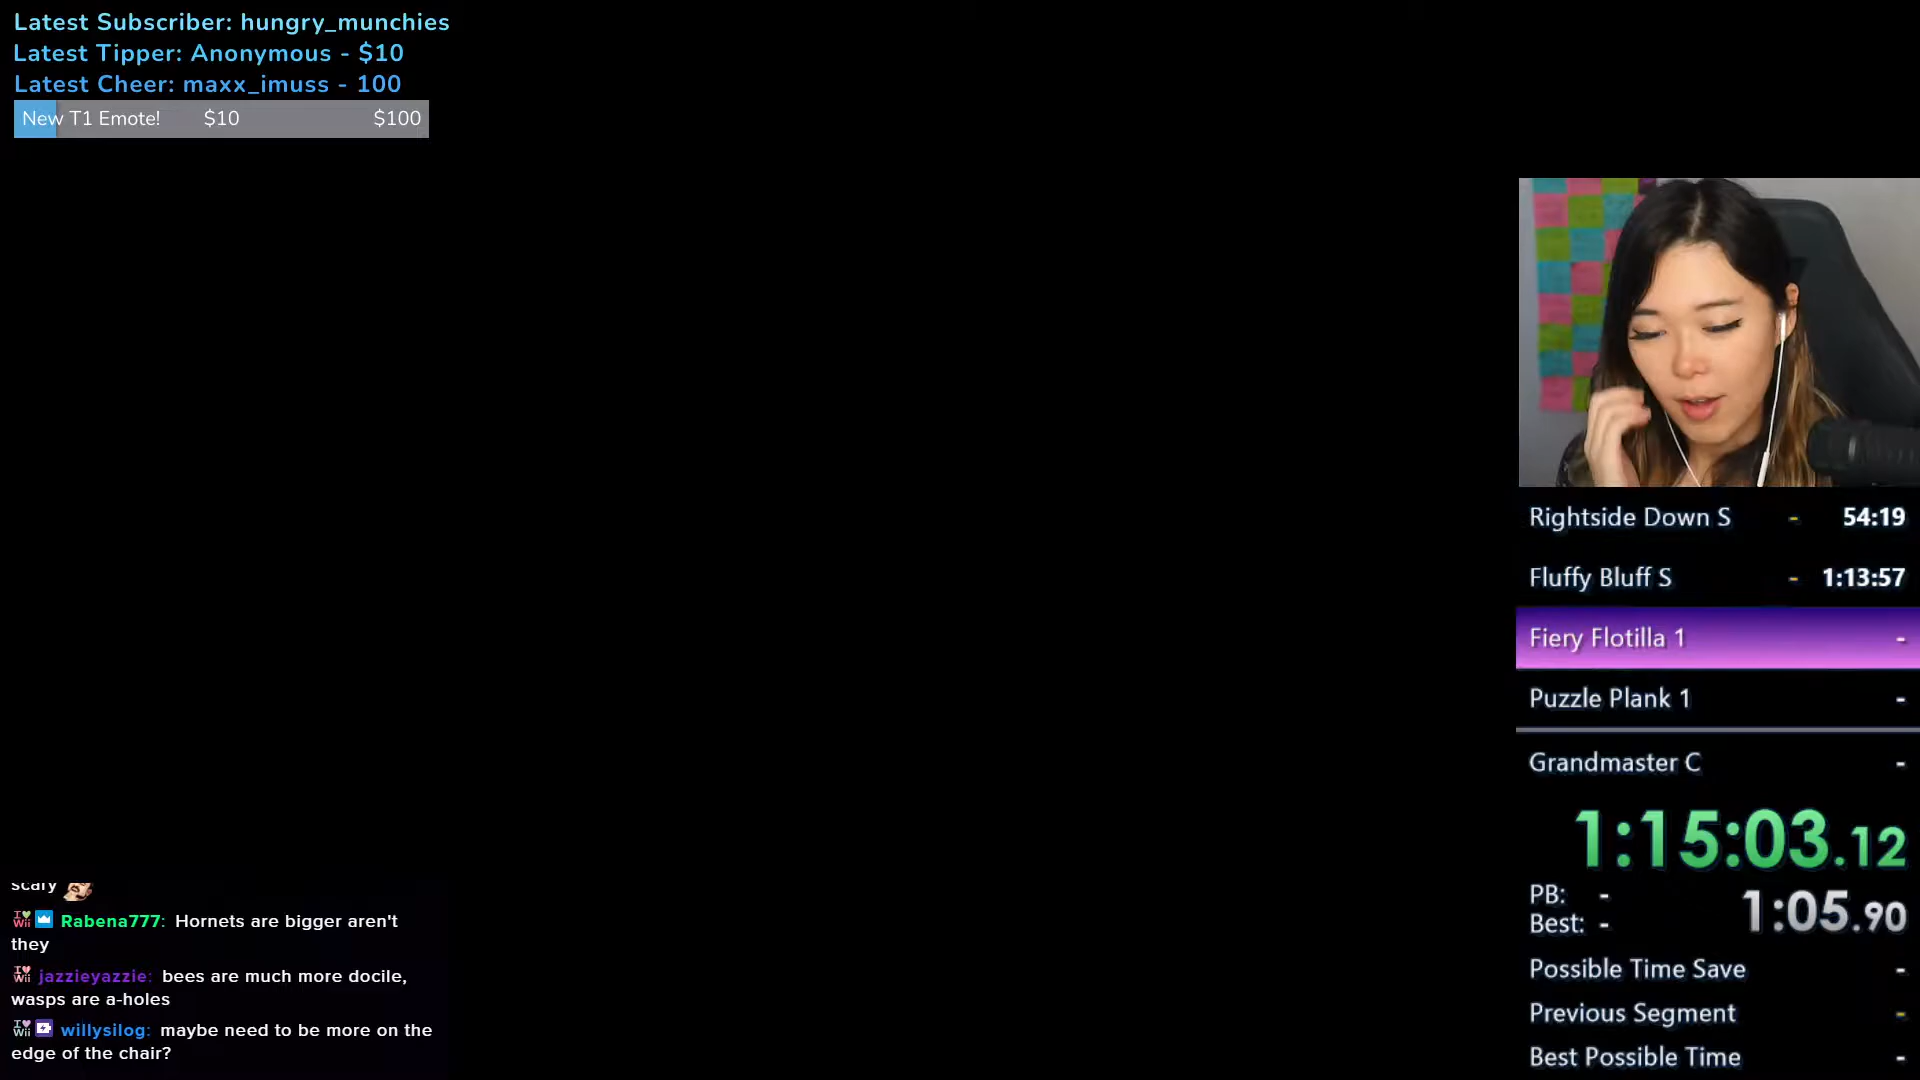 Latest Subscriber: hungry_munchies
Latest Tipper: Anonymous - $10
Latest Cheer: maxx_imuss - 100
New T1 Emote! $10 $100
Rightside Down S - 54:19
Fluffy Bluff S - 1:13:57
Fiery Flotilla 1 -
Puzzle Plank 1 -
Grandmaster C -
1:15:03.12
PB: - 1:05.90
Best: -
Possible Time Save -
Previous Segment -
Best Possible Time -
scary
Rabena777: Hornets are bigger aren't
they
jazzieyazzie: bees are much more docile,
wasps are a-holes
willysilog: maybe need to be more on the
edge of the chair?